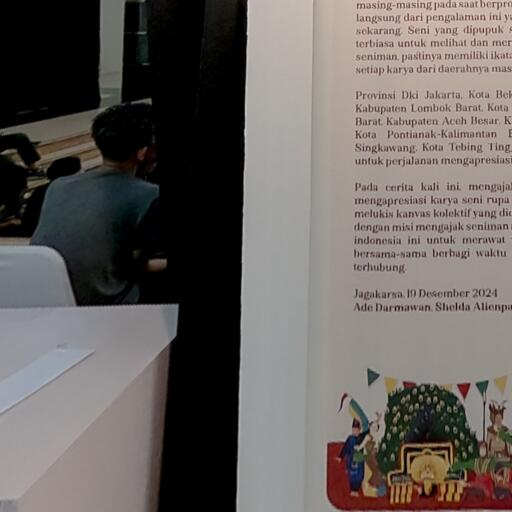 masing-masing pada saat berpro
langsung dari pengalaman ini ya
sekarang. Seni yang dipupuk
terbiasa untuk melihat dan mer
seniman, pastinya memiliki ikata
setiap karya dari daerahnya mas
Provinsi Dki Jakarta, Kota Bek
Kabupaten Lombok Barat, Kota
Barat, Kabupaten Aceh Besar, K
Kota Pontianak-Kalimantan B
Singkawang, Kota Tebing Ting
untuk perjalanan mengapresiasi
Pada cerita kali ini, mengajak
mengapresiasi karya seni rupa
melukis kanvas kolektif yang di
dengan misi mengajak seniman
indonesia ini untuk merawat
bersama-sama berbagi waktu
terhubung.
Jagakarsa, 19 Desember 2024
Ade Darmawan, Shelda Alienpa